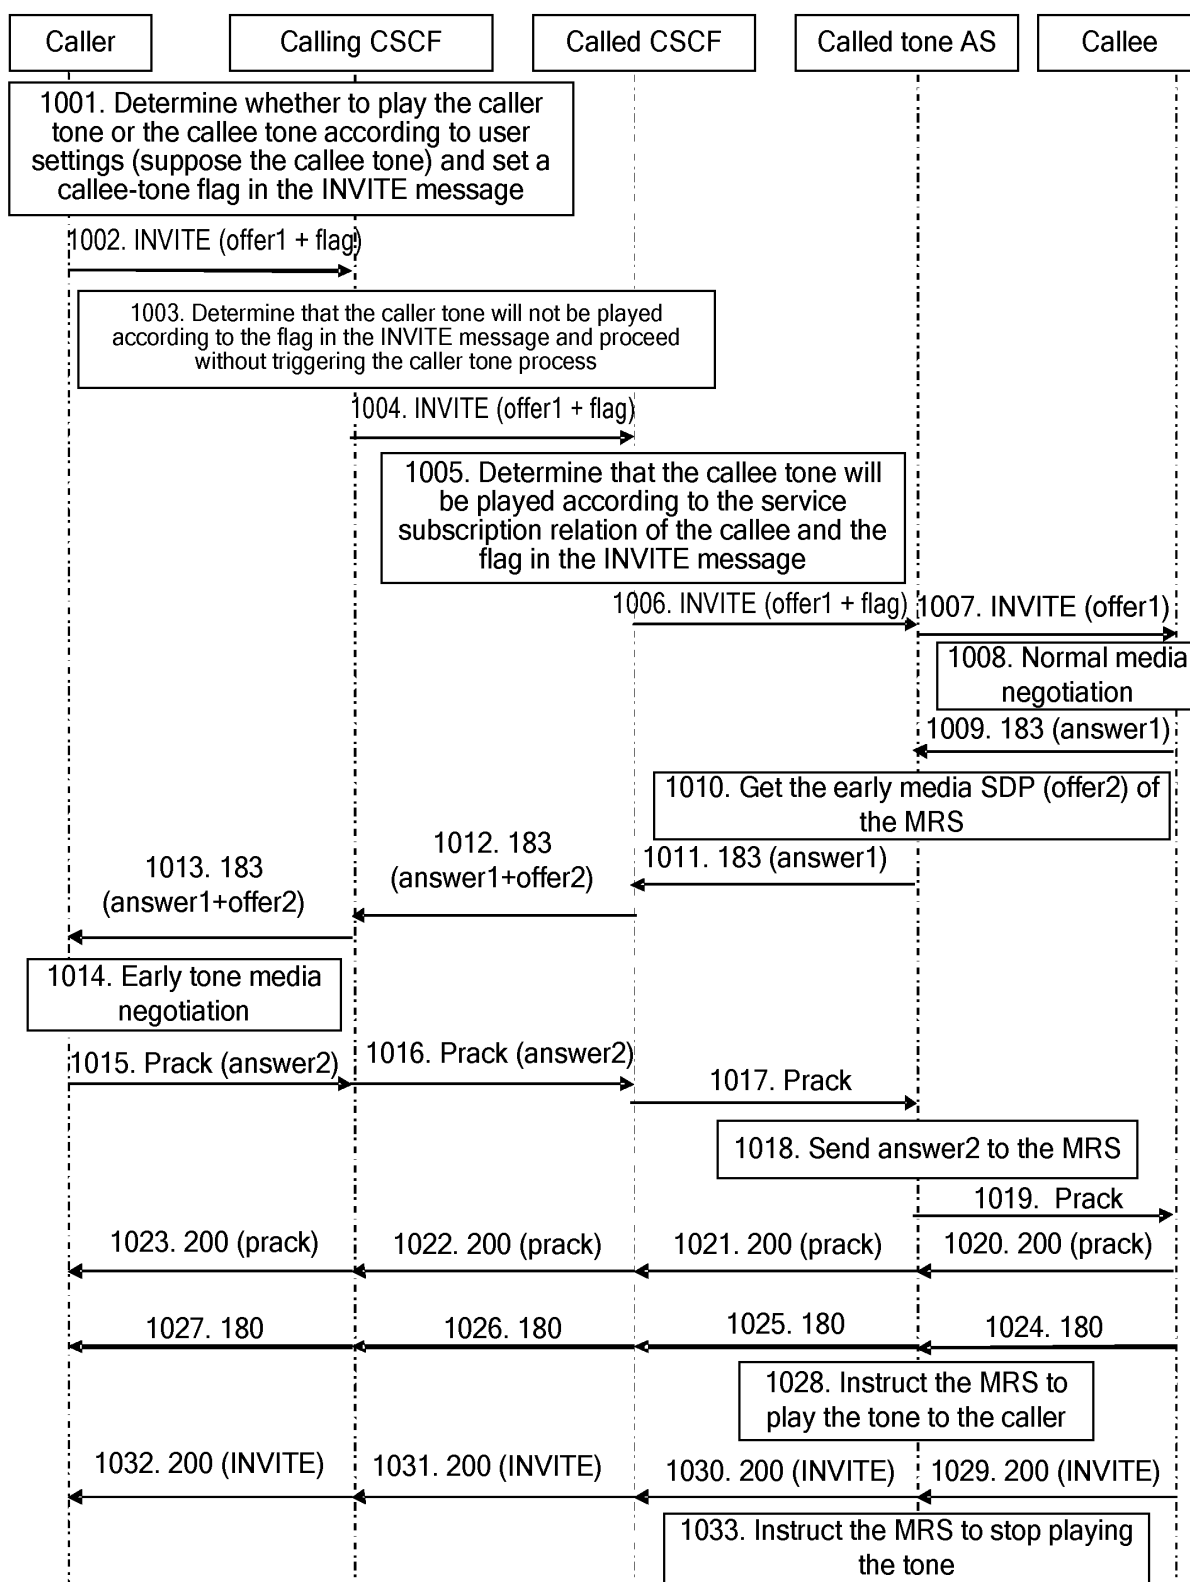 Caller
Calling CSCF
Called CSCF
Called tone AS
Callee
1001. Determine whether to play the caller
tone or the callee tone according to user
settings (suppose the callee tone) and set a
callee-tone flag in the INVITE message
1002. INVITE (offer1 + flag)
1003. Determine that the caller tone will not be played
according to the flag in the INVITE message and proceed
without triggering the caller tone process
1004. INVITE (offer1 + flag)
1005. Determine that the callee tone will
be played according to the service
subscription relation of the callee and the
flag in the INVITE message
1006. INVITE (offer1 + flag)
1007. INVITE (offer1)
1008. Normal media
negotiation
1009. 183 (answer1)
1010. Get the early media SDP (offer2) of
the MRS
1011. 183 (answer1)
1012. 183
(answer1+offer2)
1013. 183
(answer1+offer2)
1014. Early tone media
negotiation
1015. Prack (answer2)
1016. Prack (answer2)
1017. Prack
1018. Send answer2 to the MRS
1019. Prack
1023. 200 (prack)
1022. 200 (prack)
1021. 200 (prack)
1020. 200 (prack)
1027. 180
1026. 180
1025. 180
1024. 180
1028. Instruct the MRS to
play the tone to the caller
1032. 200 (INVITE)
1031. 200 (INVITE)
1030. 200 (INVITE)
1029. 200 (INVITE)
1033. Instruct the MRS to stop playing
the tone